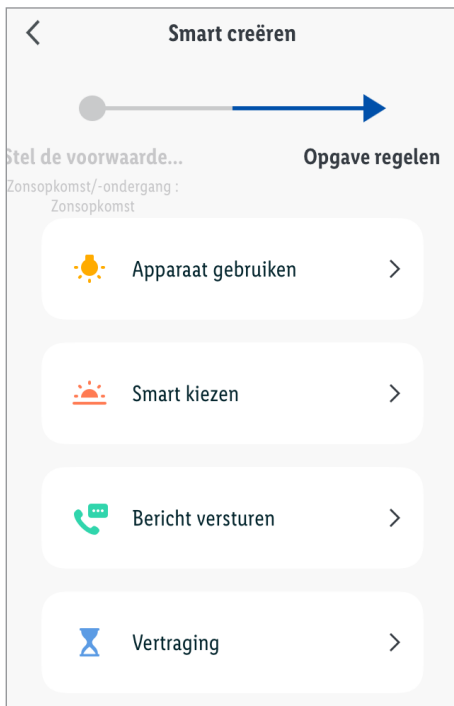 Smart creëren
Stel de voorwaarde...
Opgave regelen
Zonsopkomst/-ondergang :
Zonsopkomst
Apparaat gebruiken
Smart kiezen
Bericht versturen
Vertraging